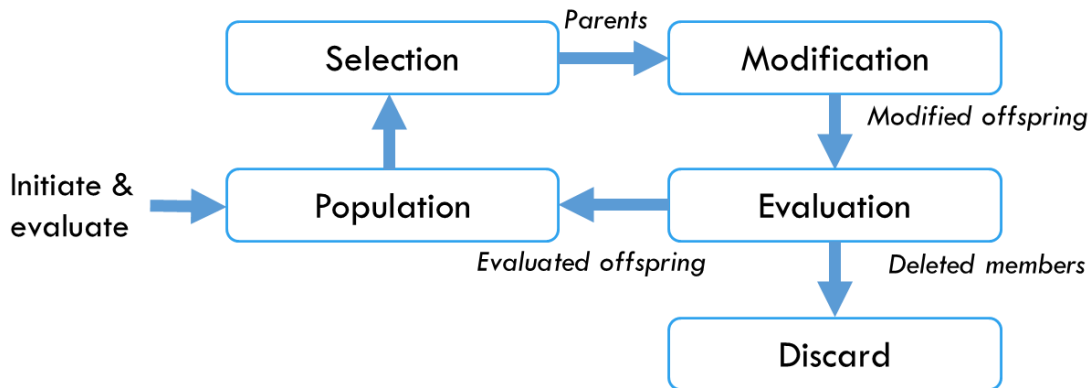 Parents
Selection
Modification
Modified offspring
Initiate &
evaluate
Population
Evaluation
Evaluated offspring
Deleted members
Discard